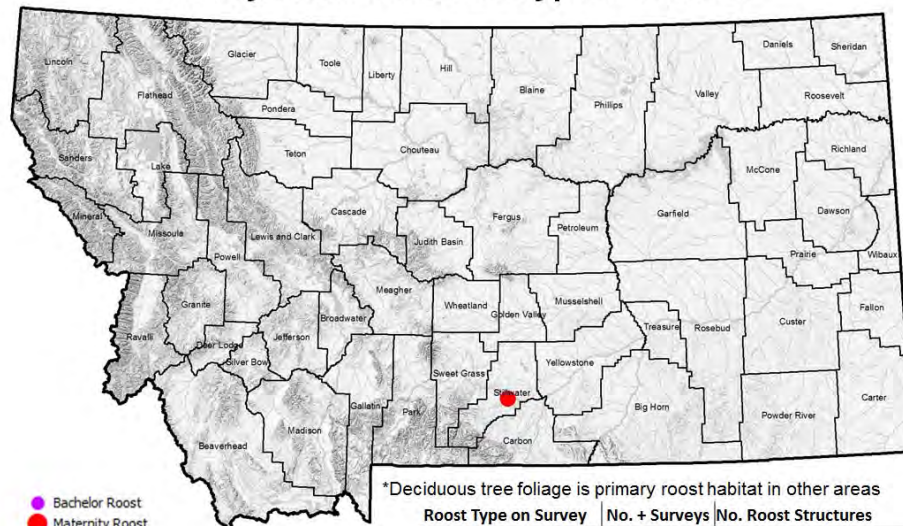 Lincoln
Flathead
Glacier
Toole
Liberty
Hill
Blaine
Phillips
Valley
Daniels
Sheridan
Roosevelt
Pondera
Teton
Chouteau
Richland
McCone
Sanders
Lake
Mineral
Missoula
Powell
Lewis and Clark
Cascade
Judith Basin
Fergus
Petroleum
Garfield
Dawson
Prairie
Wibaux
Meagher
Wheatland
Golden Valley
Musselshell
Treasure
Rosebud
Custer
Fallon
Granite
Ravalli
Deer Lodge
Silver Bow
Jefferson
Broadwater
Sweet Grass
Stillwater
Yellowstone
Big Horn
Powder River
Carter
Beaverhead
Madison
Gallatin
Park
Carbon
Bachelor Roost
Maternity Roost
*Deciduous tree foliage is primary roost habitat in other areas
Roost Type on Survey No. + Surveys No. Roost Structures